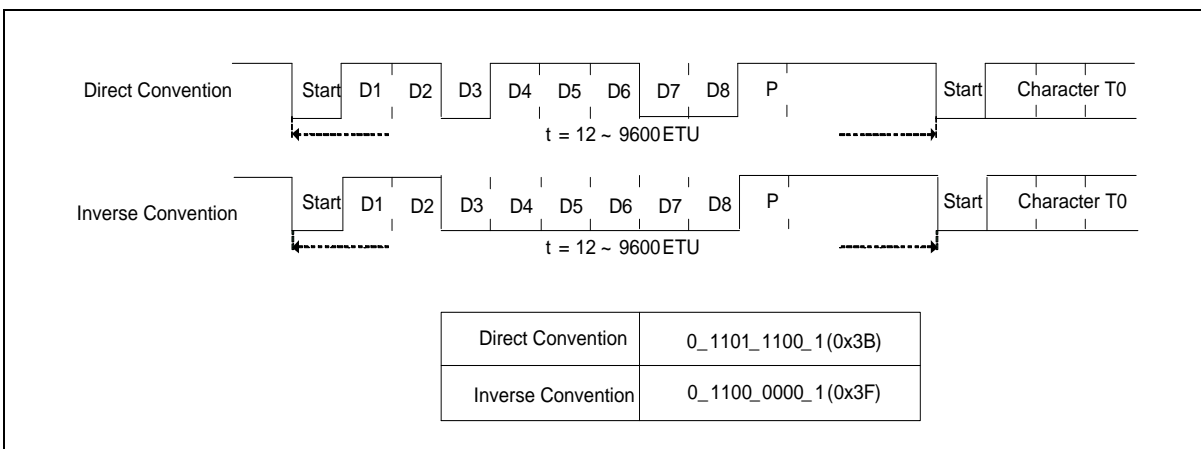 Direct Convention Start D1 D2 D3 D4 D5 D6 D7 D8 P Start Character T0
t = 12 ~ 9600 ETU
Inverse Convention Start D1 D2 D3 D4 D5 D6 D7 D8 P Start Character T0
t = 12 ~ 9600 ETU
Direct Convention 0_1101_1100_1(0x3B)
Inverse Convention 0_1100_0000_1(0x3F)